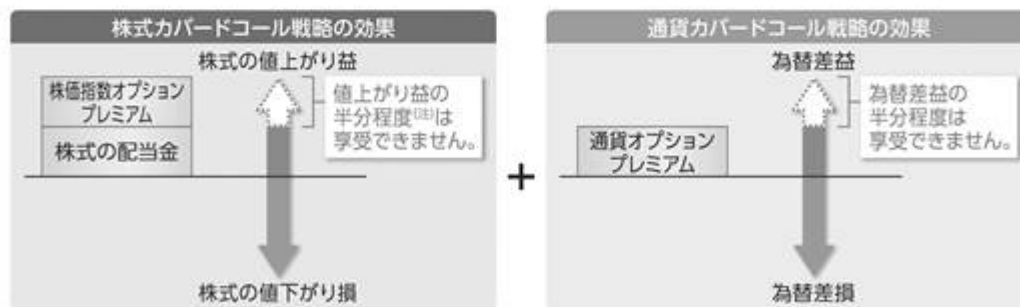 株式カバードコール戦略の効果
株式の値上がり益
株価指数オプション
プレミアム
株式の配当金
値上がり益の
半分程度(注)は
享受できません。
株式の値下がり損
+
通貨カバードコール戦略の効果
為替差益
通貨オプション
プレミアム
為替差益の
半分程度は
享受できません。
為替差損